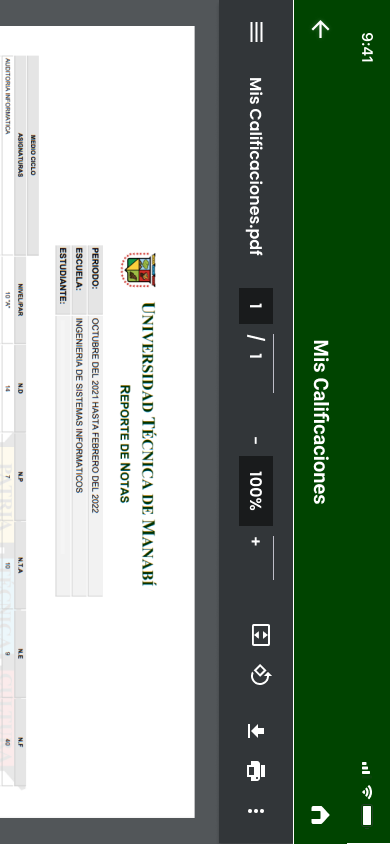 9:41
Mis Calificaciones
Mis Calificaciones.pdf 1 / 1 - 100% +
UNIVERSIDAD TÉCNICA DE MANABÍ
REPORTE DE NOTAS
PERIODO: OCTUBRE DEL 2021 HASTA FEBRERO DEL 2022
ESCUELA: INGENIERIA DE SISTEMAS INFORMATICOS
ESTUDIANTE:
MEDIO CICLO
ASIGNATURAS NIVEL/PAR N.D N.P N.T.A N.E N.F
AUDITORIA INFORMATICA 10 "A" 14 7 10 9 40